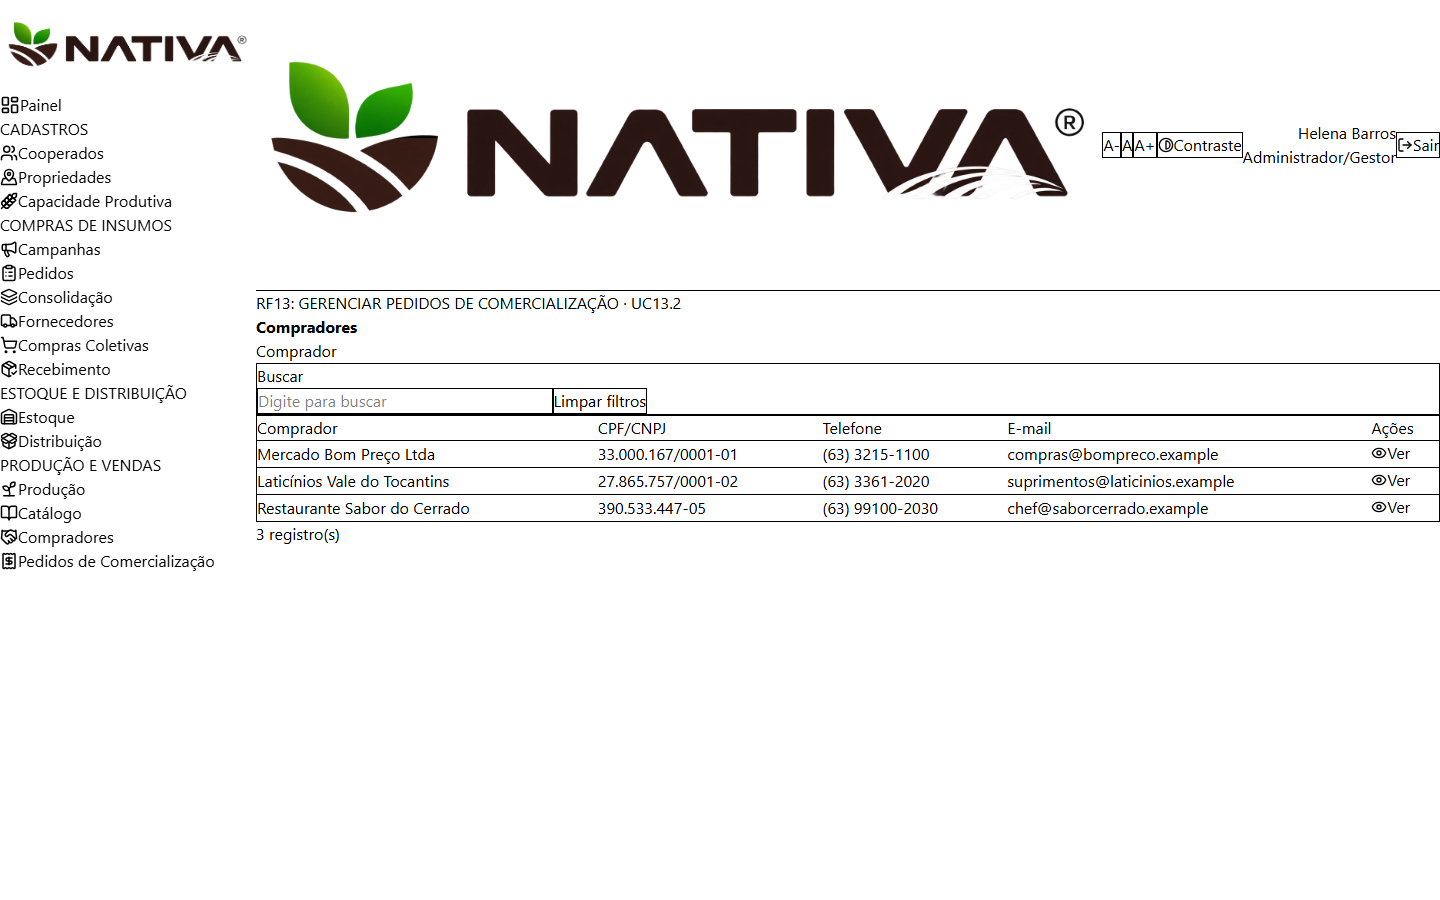 NATIVA®
Painel
CADASTROS
Cooperados
Propriedades
Capacidade Produtiva
COMPRAS DE INSUMOS
Campanhas
Pedidos
Consolidação
Fornecedores
Compras Coletivas
Recebimento
ESTOQUE E DISTRIBUIÇÃO
Estoque
Distribuição
PRODUÇÃO E VENDAS
Produção
Catálogo
Compradores
Pedidos de Comercialização
NATIVA®
A- A A+ Contraste
Helena Barros
Administrador/Gestor
Sair
RF13: GERENCIAR PEDIDOS DE COMERCIALIZAÇÃO · UC13.2
Compradores
Comprador
Buscar
Digite para buscar Limpar filtros
Comprador CPF/CNPJ Telefone E-mail Ações
Mercado Bom Preço Ltda 33.000.167/0001-01 (63) 3215-1100 compras@bompreco.example Ver
Laticínios Vale do Tocantins 27.865.757/0001-02 (63) 3361-2020 suprimentos@laticinios.example Ver
Restaurante Sabor do Cerrado 390.533.447-05 (63) 99100-2030 chef@saborcerrado.example Ver
3 registro(s)